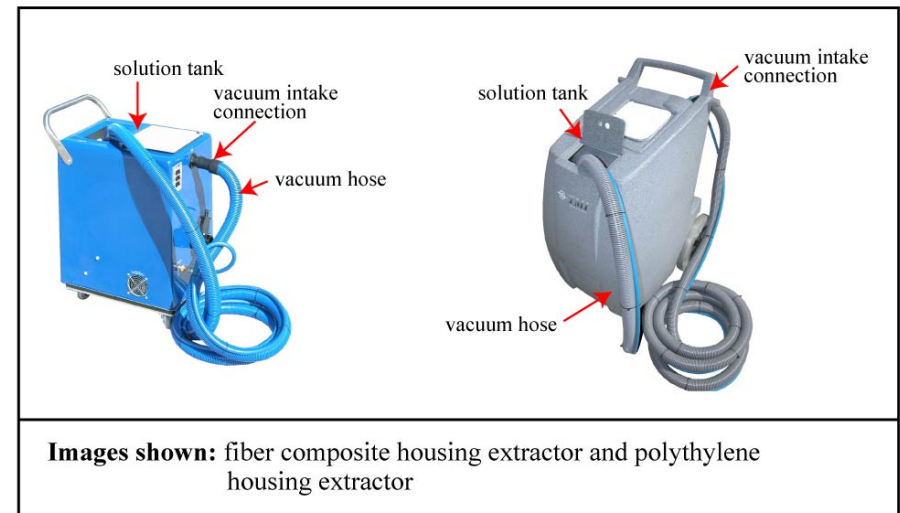 solution tank
vacuum intake
connection
vacuum hose
vacuum intake
connection
solution tank
vacuum hose
Images shown: fiber composite housing extractor and polythylene
housing extractor